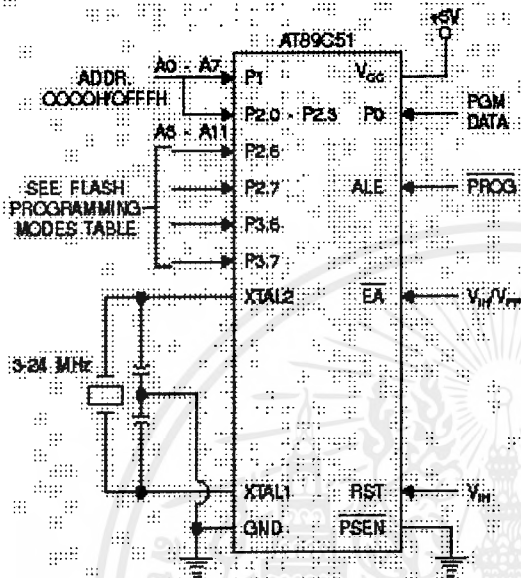 +5V
AT89C51
A0 - A7
ADDR.
0000H/0FFFH
P1
VCC
P2.0 - P2.3
P0
PGM
DATA
A8 - A11
P2.6
P2.7
ALE
PROG
SEE FLASH
PROGRAMMING
MODES TABLE
P3.6
P3.7
XTAL2
EA
VIH/VPP
3-24 MHz
XTAL1
RST
VIH
GND
PSEN